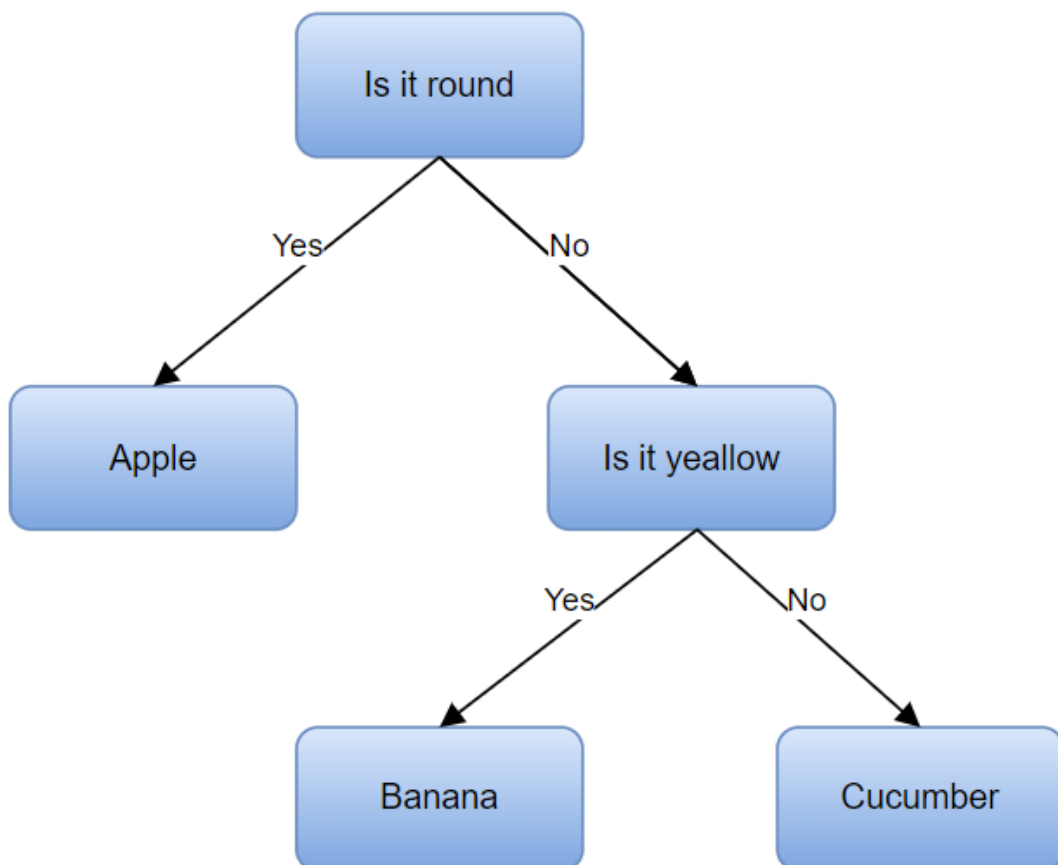 Is it round
Yes
No
Apple
Is it yeallow
Yes
No
Banana
Cucumber